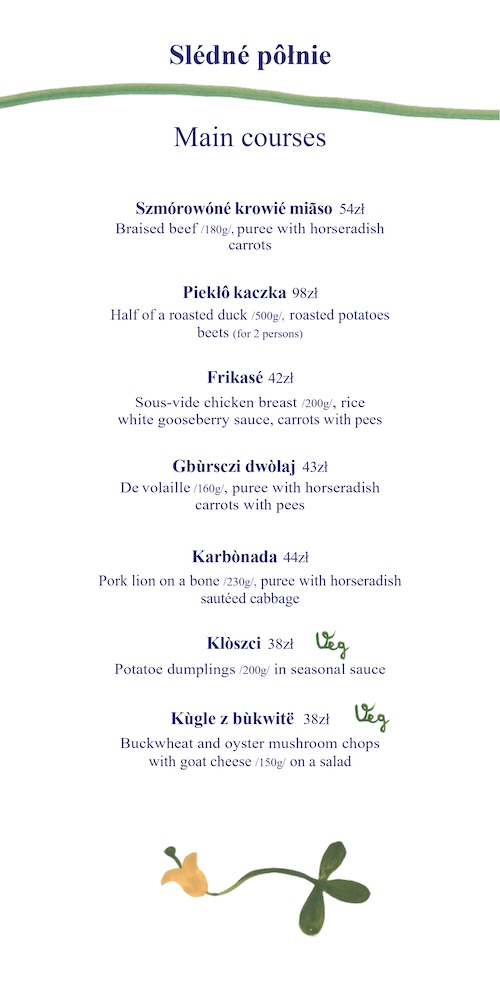 Slédné pôłnie
Main courses
Szmórowóné krowié miãso 54zł
Braised beef /180g/, puree with horseradish
carrots
Piekłô kaczka 98zł
Half of a roasted duck /500g/, roasted potatoes
beets (for 2 persons)
Frikasé 42zł
Sous-vide chicken breast /200g/, rice
white gooseberry sauce, carrots with pees
Gbùrsczi dwòlaj 43zł
De volaille /160g/, puree with horseradish
carrots with pees
Karbònada 44zł
Pork lion on a bone /230g/, puree with horseradish
sautéed cabbage
Klòszci 38zł Veg
Potatoe dumplings /200g/ in seasonal sauce
Kùgle z bùkwitë 38zł Veg
Buckwheat and oyster mushroom chops
with goat cheese /150g/ on a salad